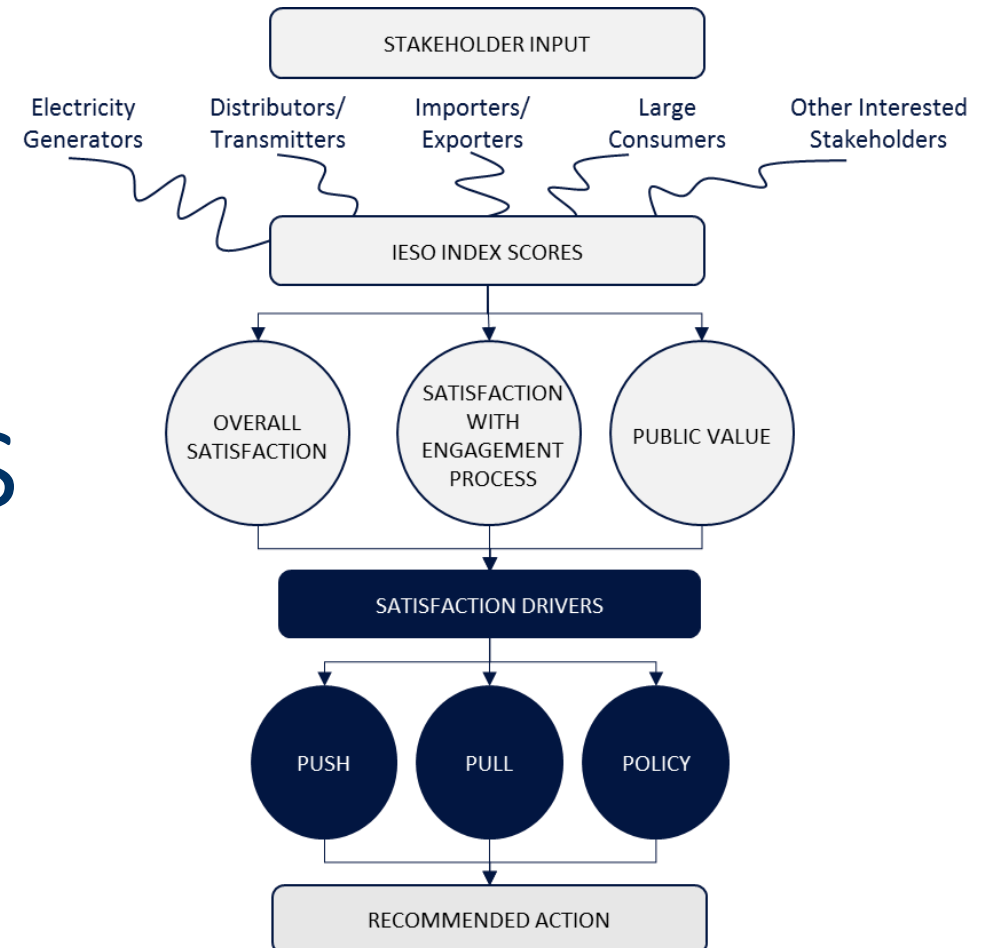 STAKEHOLDER INPUT
Electricity Generators
Distributors/ Transmitters
Importers/ Exporters
Large Consumers
Other Interested Stakeholders
IESO INDEX SCORES
OVERALL
SATISFACTION
SATISFACTION
WITH
ENGAGEMENT
PROCESS
PUBLIC VALUE
S
SATISFACTION DRIVERS
PUSH
PULL
POLICY
RECOMMENDED ACTION